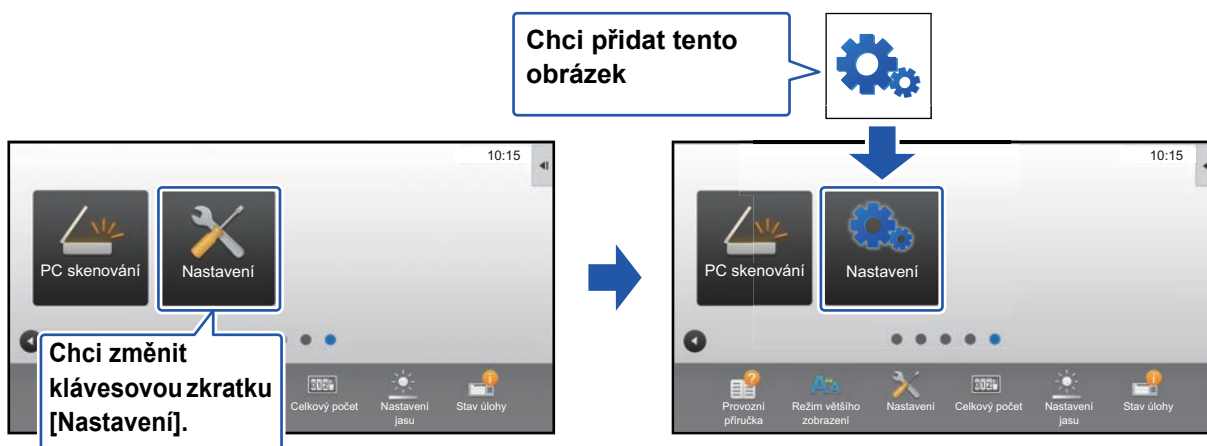 Chci přidat tento
obrázek
10:15
PC skenování
Nastavení
Chci změnit
klávesovou zkratku
[Nastavení].
Celkový počet
Nastavení
jasu
Stav úlohy
10:15
PC skenování
Nastavení
Provozní
příručka
Režim většího
zobrazení
Nastavení
Celkový počet
Nastavení
jasu
Stav úlohy